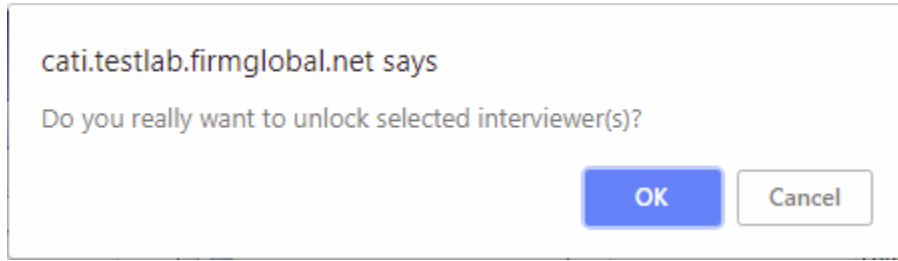 cati.testlab.firmglobal.net says
Do you really want to unlock selected interviewer(s)?
OK
Cancel